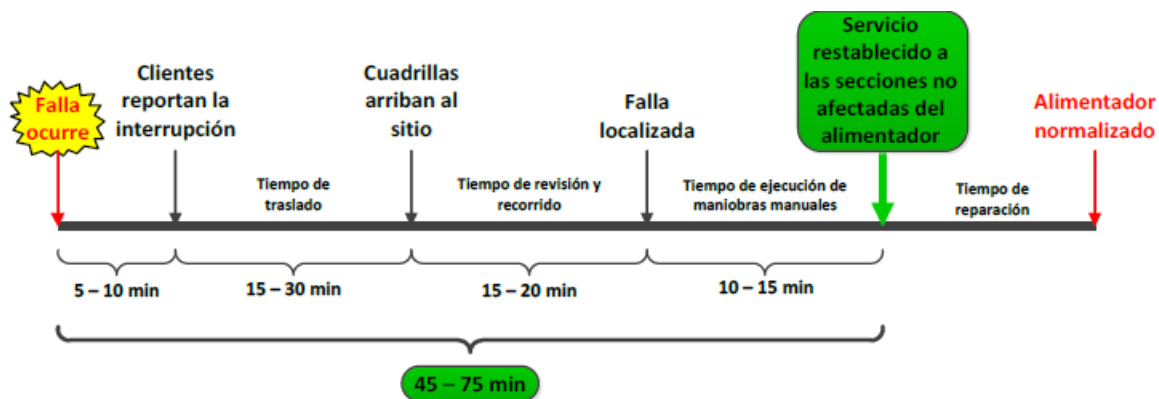 Falla
ocurre
Clientes
reportan la
interrupción
Cuadrillas
arriban al
sitio
Falla
localizada
Servicio
restablecido a
las secciones no
afectadas del
alimentador
Alimentador
normalizado
Tiempo de
traslado
Tiempo de revisión y
recorrido
Tiempo de ejecución de
maniobras manuales
Tiempo de
reparación
5 – 10 min
15 – 30 min
15 – 20 min
10 – 15 min
45 – 75 min